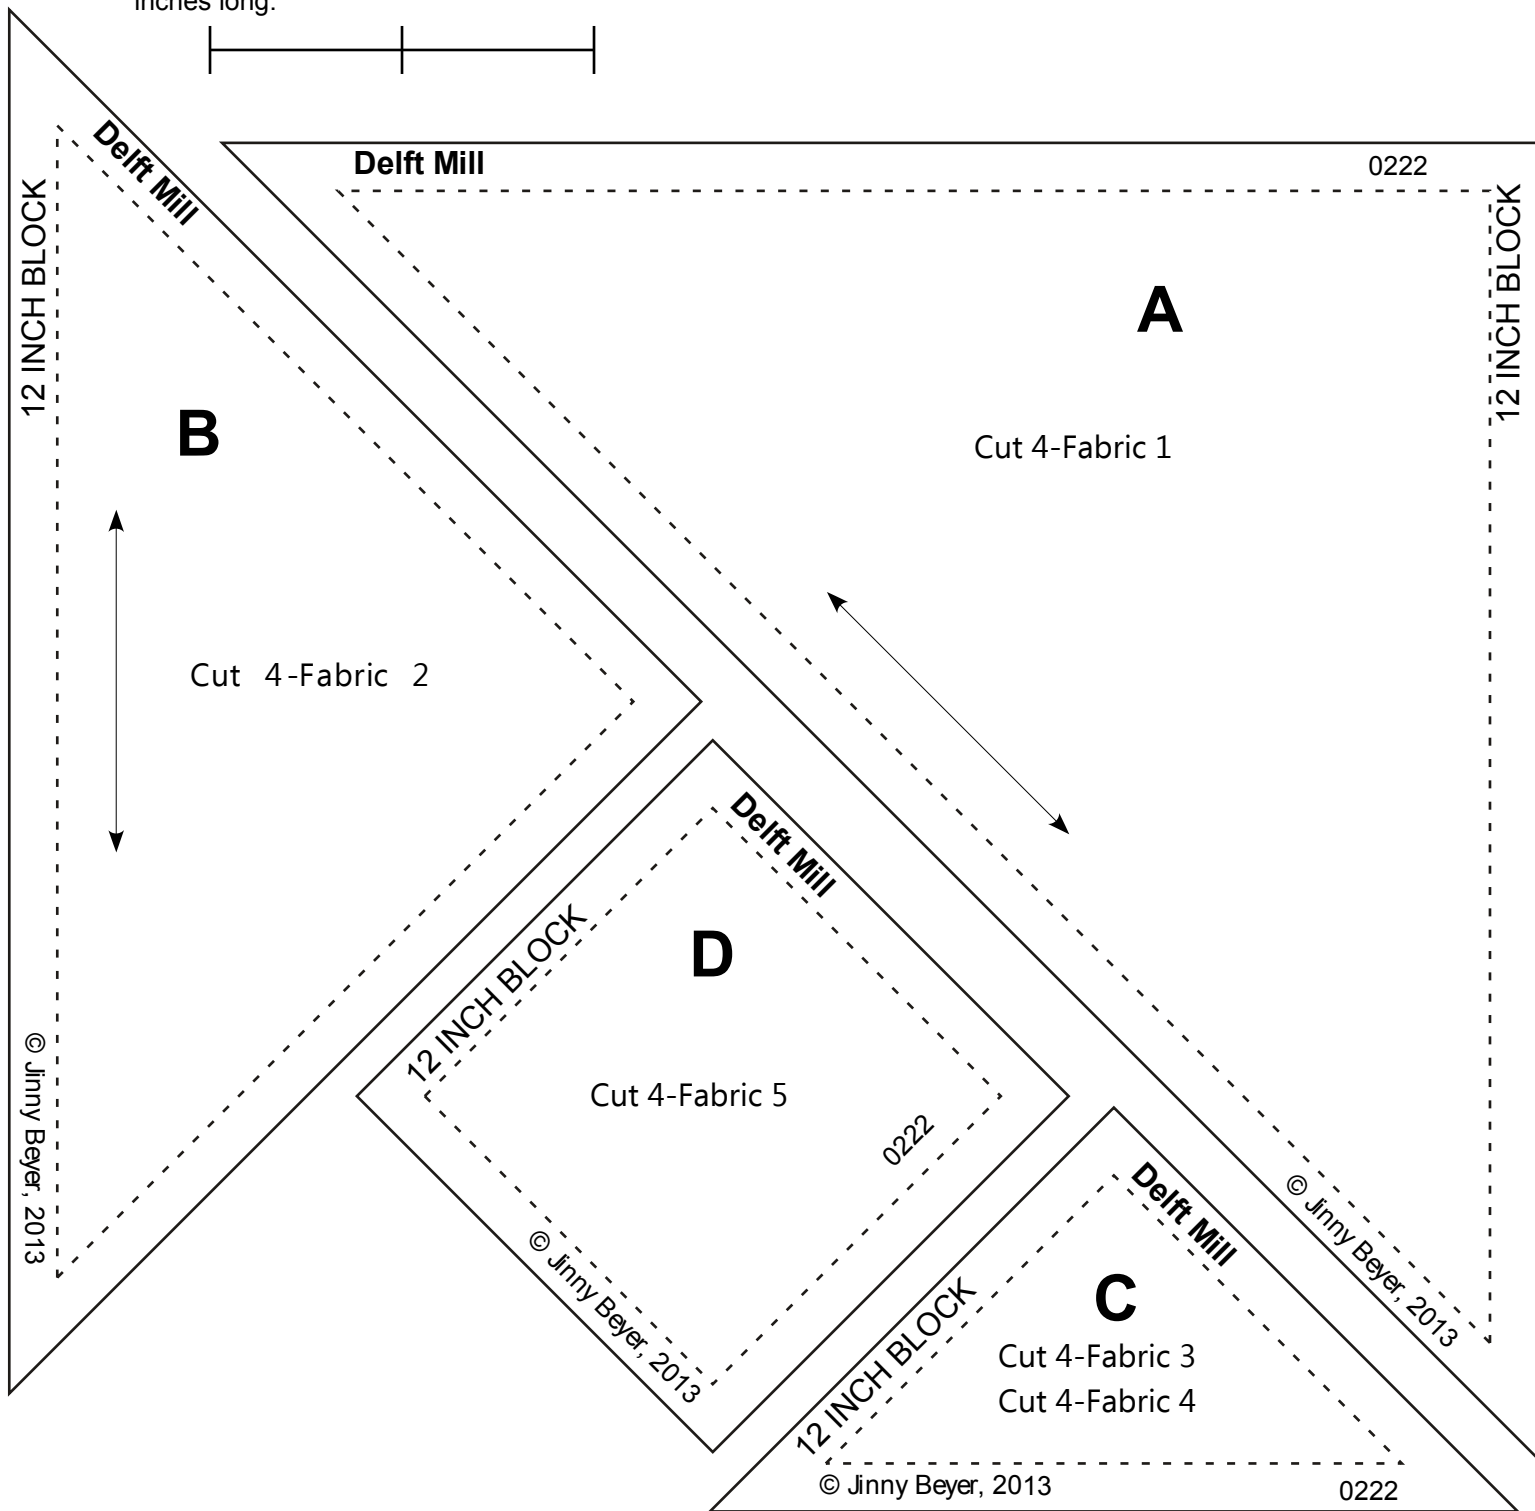 inches long.
Delft Mill
12 INCH BLOCK
B
Cut 4-Fabric 2
© Jinny Beyer, 2013
Delft Mill
0222
12 INCH BLOCK
A
Cut 4-Fabric 1
© Jinny Beyer, 2013
Delft Mill
12 INCH BLOCK
D
Cut 4-Fabric 5
0222
© Jinny Beyer, 2013
Delft Mill
12 INCH BLOCK
C
Cut 4-Fabric 3
Cut 4-Fabric 4
© Jinny Beyer, 2013
0222